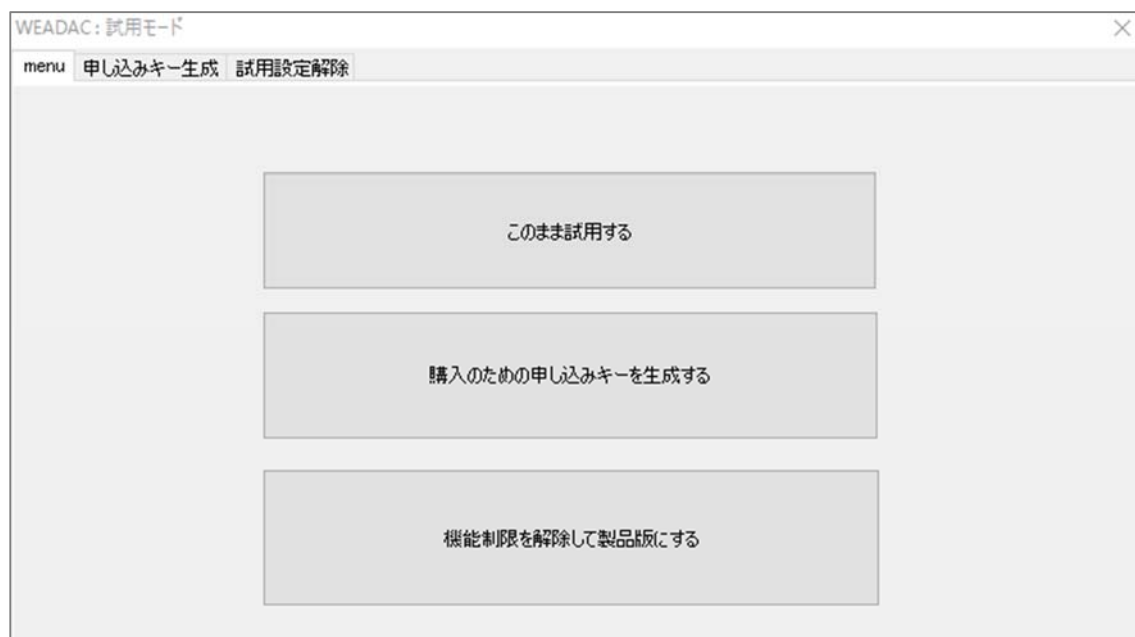 WEADAC : 試用モード
menu 申し込みキー生成 試用設定解除
このまま試用する
購入のための申し込みキーを生成する
機能制限を解除して製品版にする